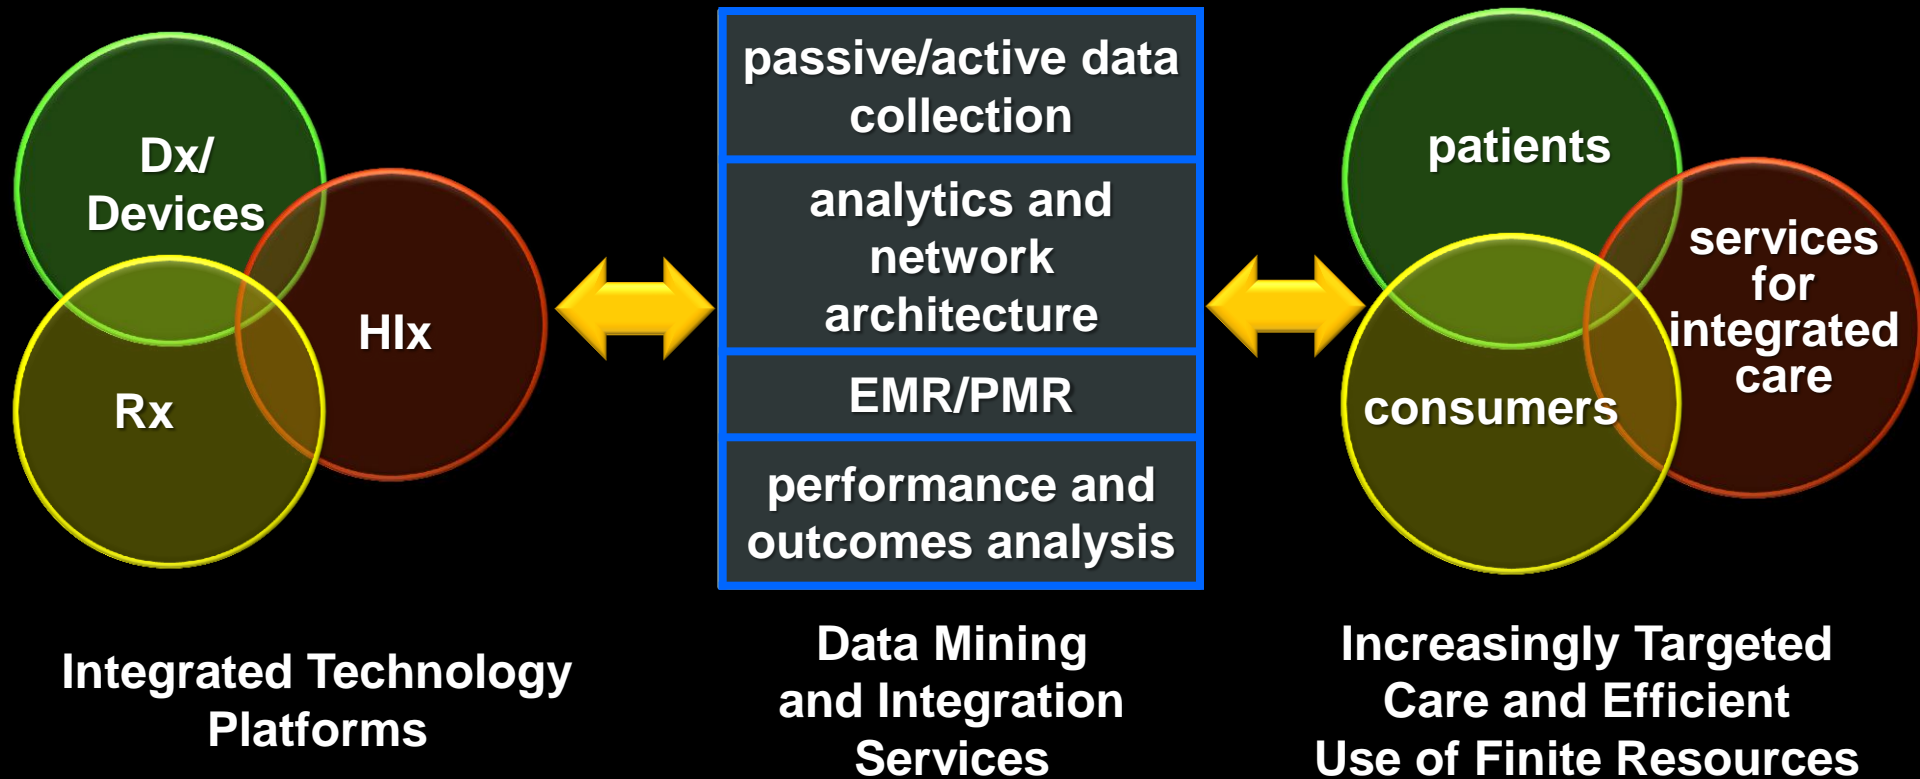 Dx/
Devices
HIx
Rx
passive/active data
collection
analytics and
network
architecture
EMR/PMR
performance and
outcomes analysis
patients
services
for
integrated
care
consumers
Integrated Technology
Platforms
Data Mining
and Integration
Services
Increasingly Targeted
Care and Efficient
Use of Finite Resources